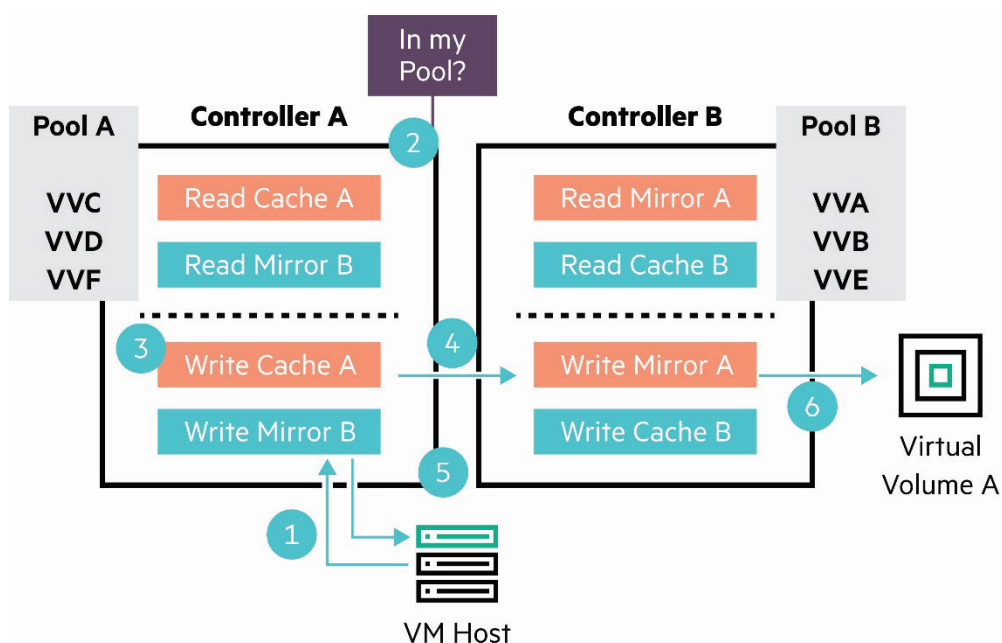 In my
Pool?
Pool A
Controller A
Controller B
Pool B
2
VVC
VVD
VVF
Read Cache A
Read Mirror B
Read Mirror A
Read Cache B
VVA
VVB
VVE
3
Write Cache A
Write Mirror B
4
Write Mirror A
Write Cache B
6
5
1
Virtual
Volume A
VM Host